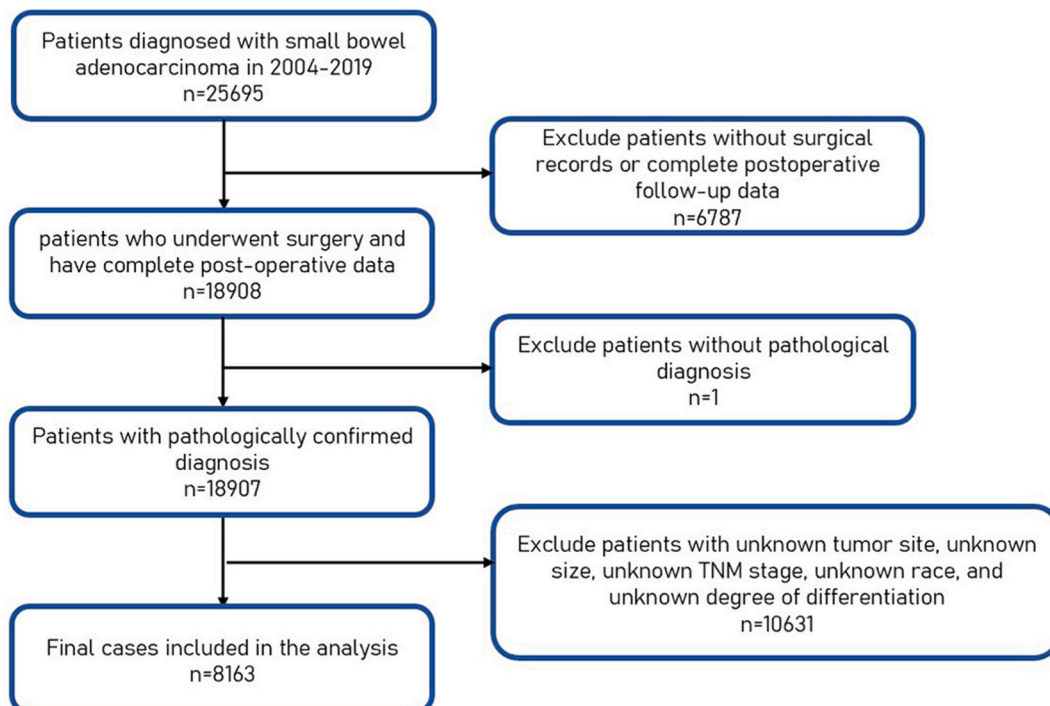 Patients diagnosed with small bowel
adenocarcinoma in 2004-2019
n=25695
Exclude patients without surgical
records or complete postoperative
follow-up data
n=6787
patients who underwent surgery and
have complete post-operative data
n=18908
Exclude patients without pathological
diagnosis
n=1
Patients with pathologically confirmed
diagnosis
n=18907
Exclude patients with unknown tumor site, unknown
size, unknown TNM stage, unknown race, and
unknown degree of differentiation
n=10631
Final cases included in the analysis
n=8163